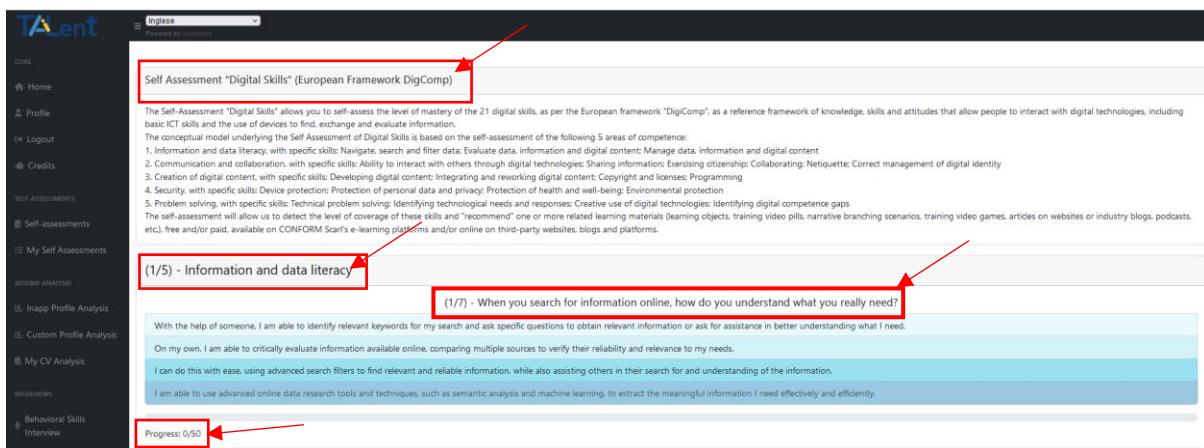 TALent
Inglese
Powered by
CORE
Home
Profile
Logout
Credits
SELF-ASSESSMENTS
Self-assessments
My Self Assessments
RESUME ANALYSIS
Inapp Profile Analysis
Custom Profile Analysis
My CV Analysis
INTERVIEWS
Behavioral Skills
Interview
Self Assessment "Digital Skills" (European Framework DigComp)
The Self-Assessment "Digital Skills" allows you to self-assess the level of mastery of the 21 digital skills, as per the European framework "DigiComp", as a reference framework of knowledge, skills and attitudes that allow people to interact with digital technologies, including
basic ICT skills and the use of devices to find, exchange and evaluate information.
The conceptual model underlying the Self Assessment of Digital Skills is based on the self-assessment of the following 5 areas of competence:
1. Information and data literacy, with specific skills: Navigate, search and filter data; Evaluate data, information and digital content; Manage data, information and digital content
2. Communication and collaboration, with specific skills: Ability to interact with others through digital technologies; Sharing information; Exercising citizenship; Collaborating; Netiquette; Correct management of digital identity
3. Creation of digital content, with specific skills: Developing digital content; Integrating and reworking digital content; Copyright and licenses; Programming
4. Security, with specific skills: Device protection; Protection of personal data and privacy; Protection of health and well-being; Environmental protection
5. Problem solving, with specific skills: Technical problem solving; Identifying technological needs and responses; Creative use of digital technologies; Identifying digital competence gaps
The self-assessment will allow us to detect the level of coverage of these skills and "recommend" one or more related learning materials (learning objects, training video pills, narrative branching scenarios, training video games, articles on websites or industry blogs, podcasts,
etc.), free and/or paid, available on CONFORM Scarl's e-learning platforms and/or online on third-party websites, blogs and platforms.
(1/5) - Information and data literacy
(1/7) - When you search for information online, how do you understand what you really need?
With the help of someone, I am able to identify relevant keywords for my search and ask specific questions to obtain relevant information or ask for assistance in better understanding what I need.
On my own, I am able to critically evaluate information available online, comparing multiple sources to verify their reliability and relevance to my needs.
I can do this with ease, using advanced search filters to find relevant and reliable information, while also assisting others in their search for and understanding of the information.
I am able to use advanced online data research tools and techniques, such as semantic analysis and machine learning, to extract the meaningful information I need effectively and efficiently.
Progress: 0/50